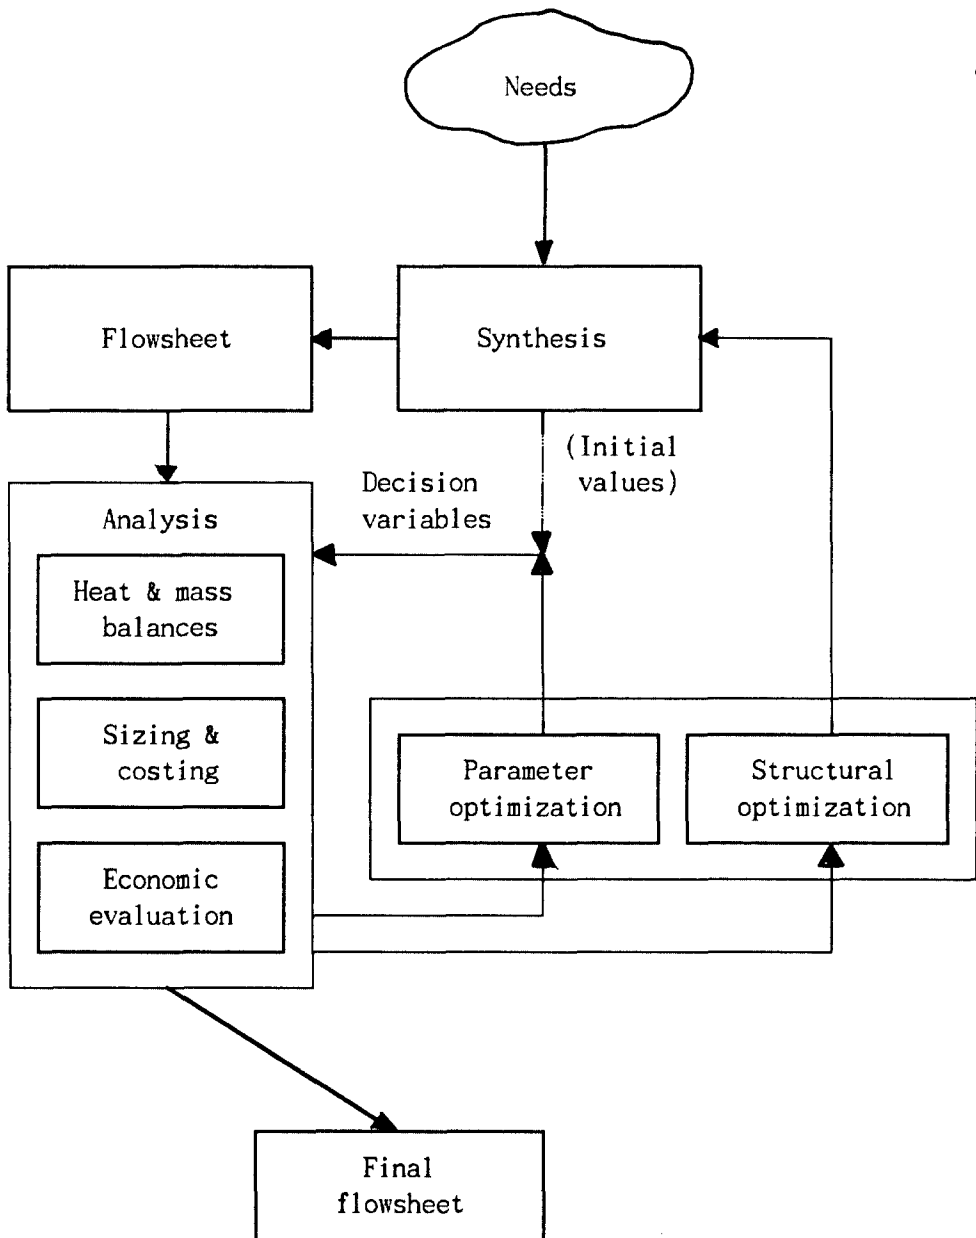 Needs
Flowsheet
Synthesis
(Initial
values)
Decision
variables
Analysis
Heat & mass
balances
Sizing &
costing
Economic
evaluation
Parameter
optimization
Structural
optimization
Final
flowsheet